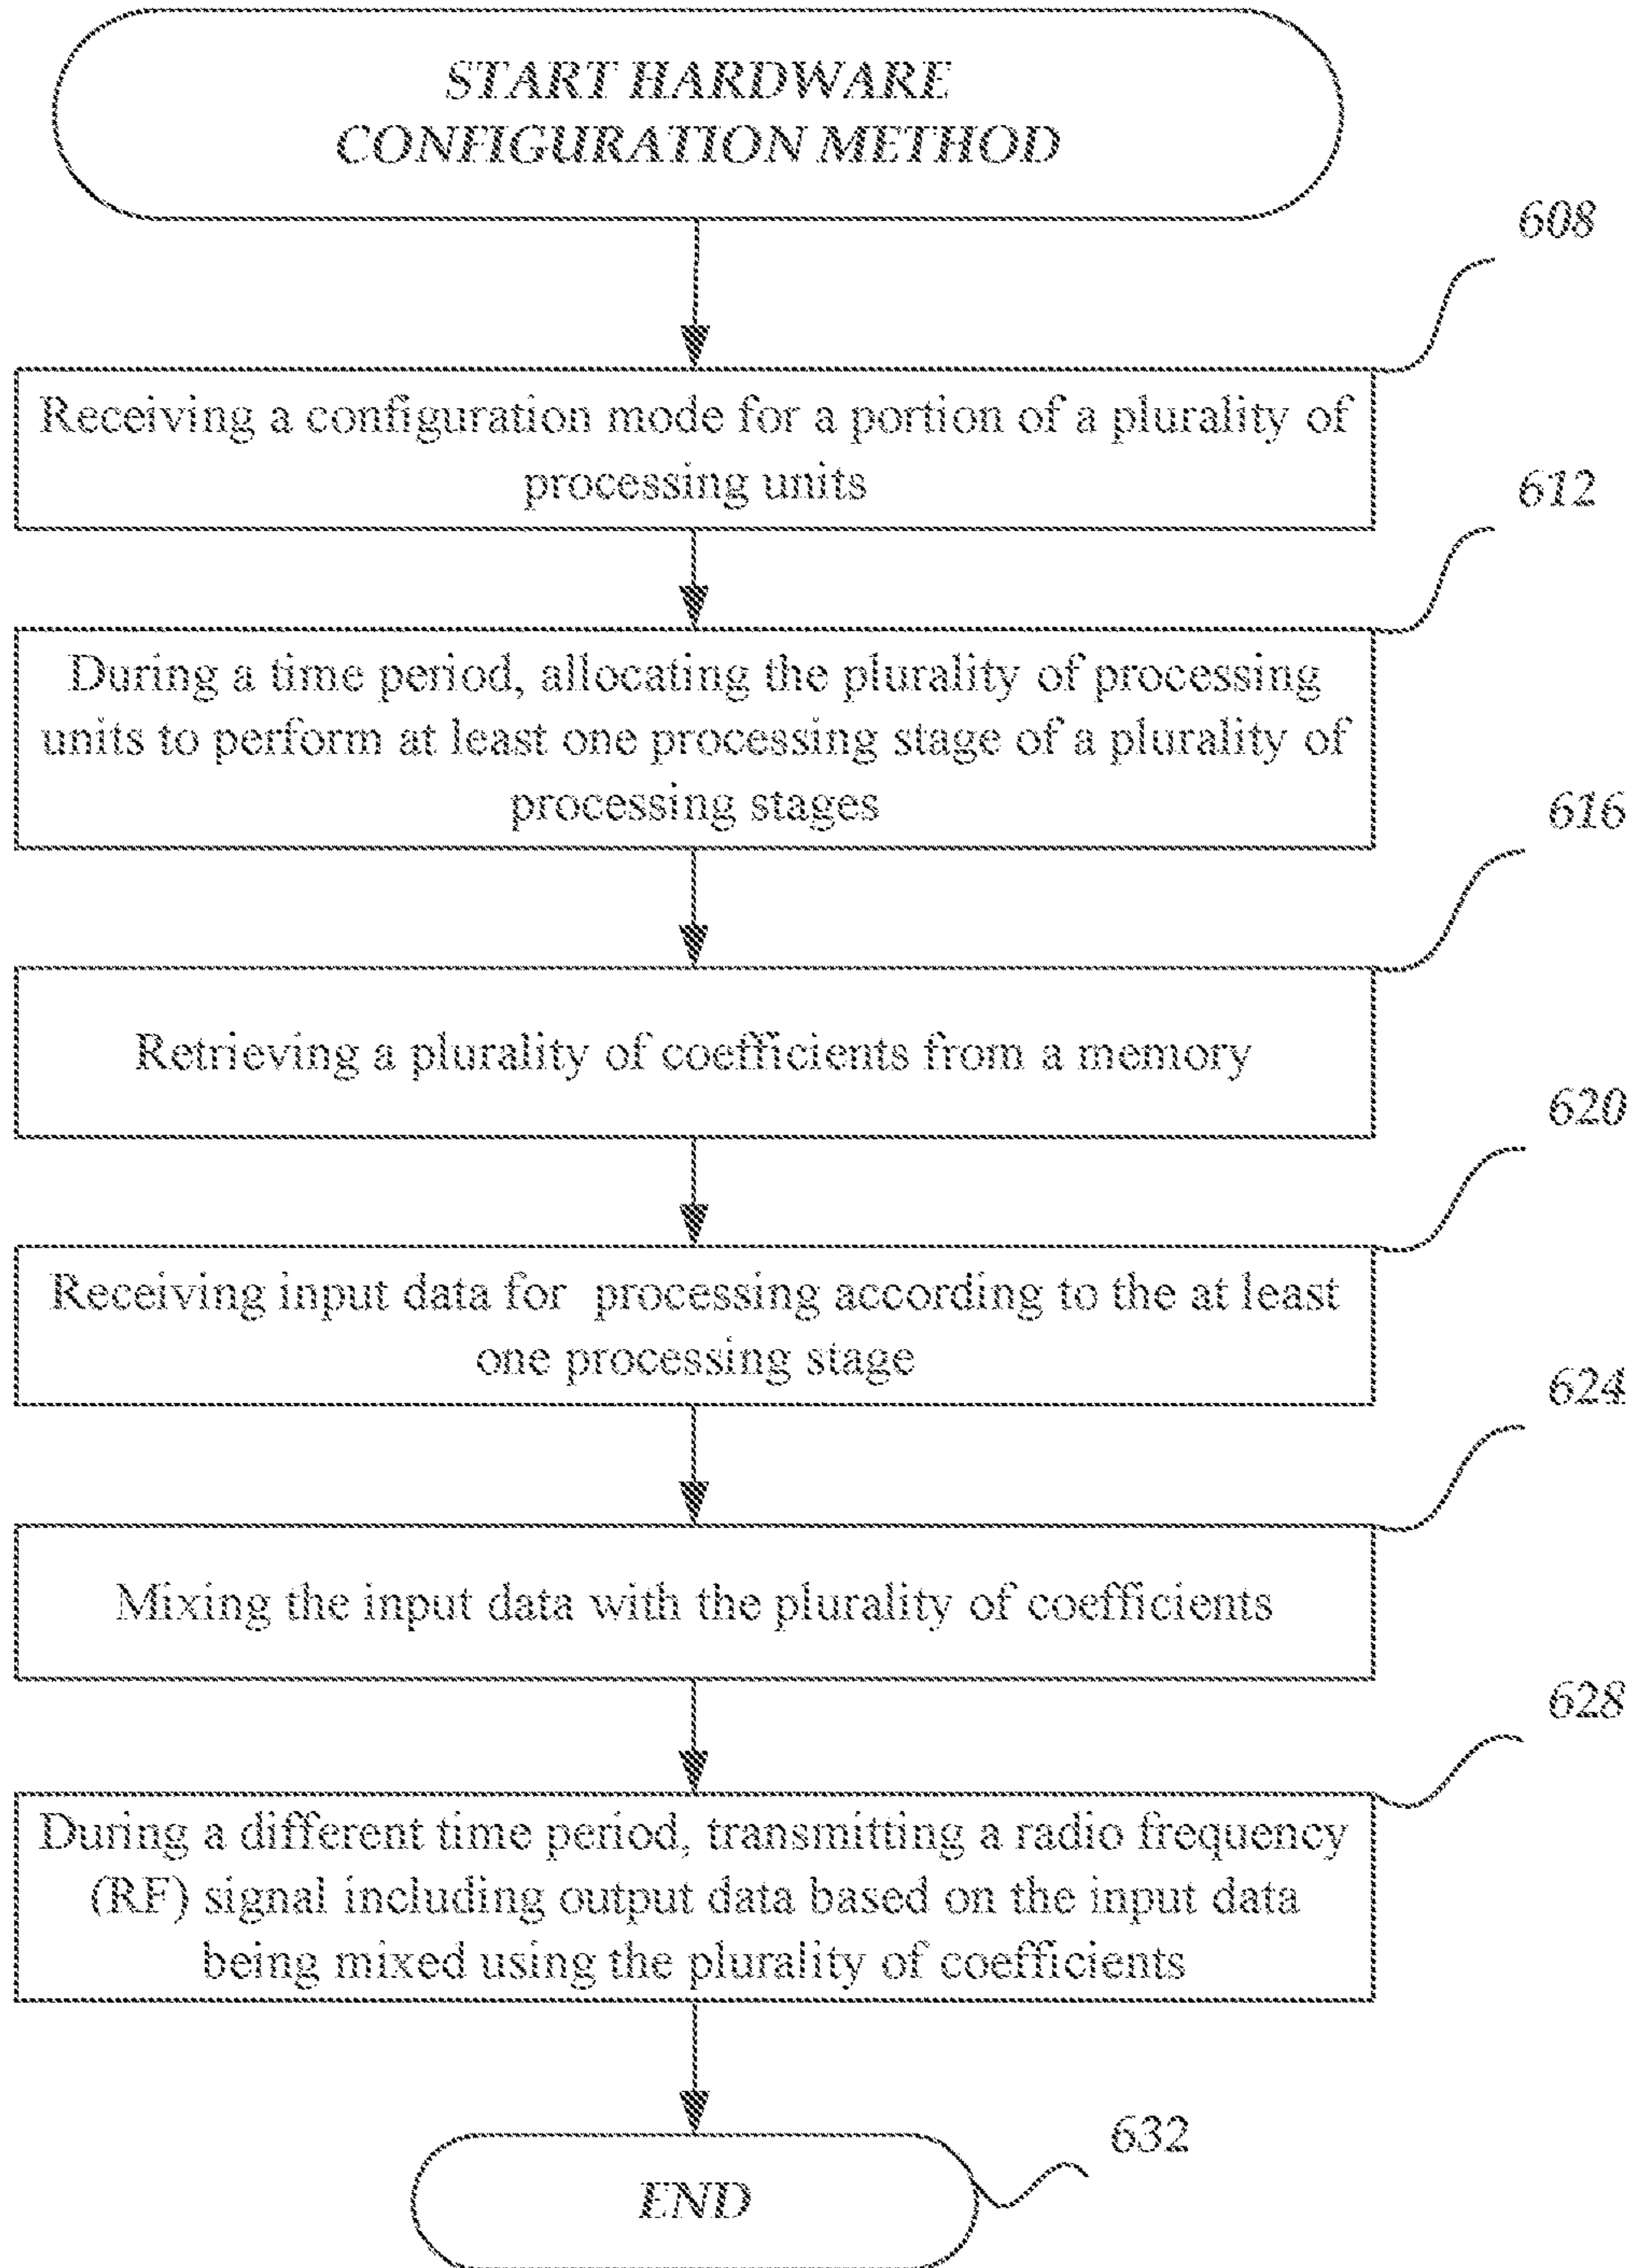 START HARDWARE
CONFIGURATION METHOD
608
Receiving a configuration mode for a portion of a plurality of
processing units
612
During a time period, allocating the plurality of processing
units to perform at least one processing stage of a plurality of
processing stages
616
Retrieving a plurality of coefficients from a memory
620
Receiving input data for processing according to the at least
one processing stage
624
Mixing the input data with the plurality of coefficients
628
During a different time period, transmitting a radio frequency
(RF) signal including output data based on the input data
being mixed using the plurality of coefficients
632
END